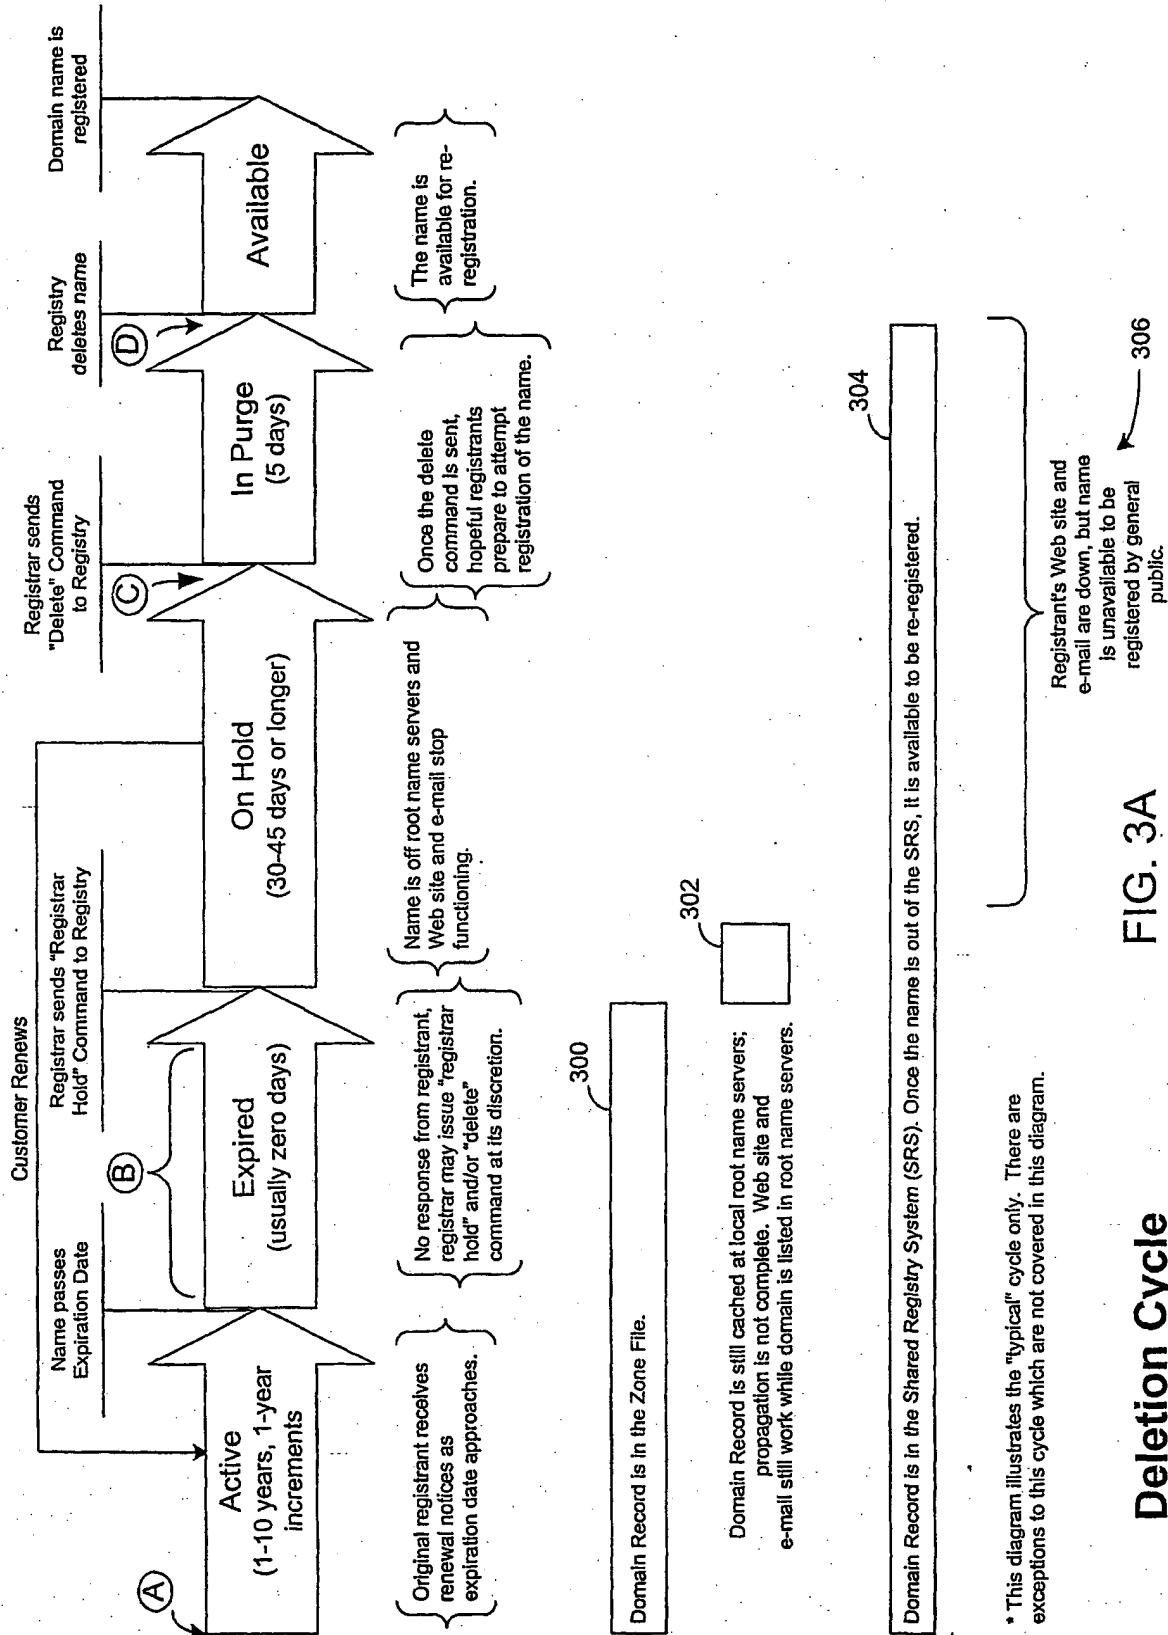 Customer Renews
Name passes
Expiration Date
Registrar sends "Registrar
Hold" Command to Registry
Registrar sends
"Delete" Command
to Registry
Registry
deletes name
Domain name is
registered
A
B
C
D
Active
(1-10 years, 1-year
increments
Expired
(usually zero days)
On Hold
(30-45 days or longer)
In Purge
(5 days)
Available
Original registrant receives
renewal notices as
expiration date approaches.
No response from registrant,
registrar may issue "registrar
hold" and/or "delete"
command at its discretion.
Name is off root name servers and
Web site and e-mail stop
functioning.
Once the delete
command is sent,
hopeful registrants
prepare to attempt
registration of the name.
The name is
available for re-
registration.
300
Domain Record is in the Zone File.
302
Domain Record is still cached at local root name servers;
propagation is not complete. Web site and
e-mail still work while domain is listed in root name servers.
304
Domain Record is in the Shared Registry System (SRS). Once the name is out of the SRS, it is available to be re-registered.
Registrant's Web site and
e-mail are down, but name
is unavailable to be
registered by general
public.
306
* This diagram illustrates the "typical" cycle only. There are
exceptions to this cycle which are not covered in this diagram.
Deletion Cycle
FIG. 3A